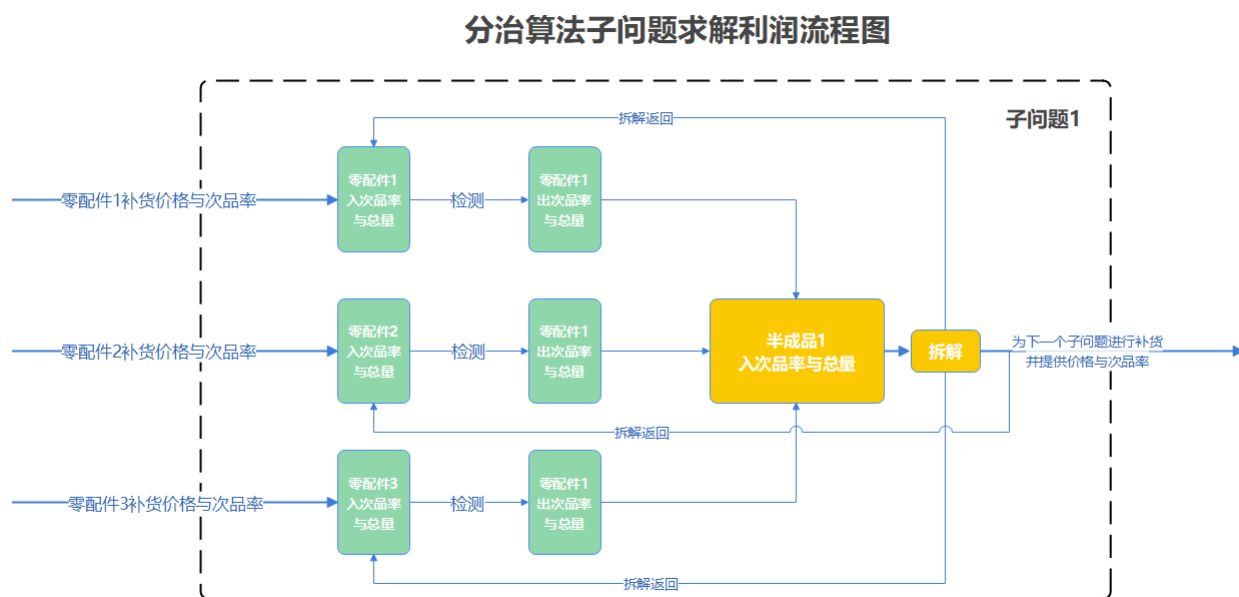 分治算法子问题求解利润流程图
子问题1
拆解返回
零配件1补货价格与次品率
零配件1
入次品率
与总量
检测
零配件1
出次品率
与总量
零配件2补货价格与次品率
零配件2
入次品率
与总量
检测
零配件1
出次品率
与总量
半成品1
入次品率与总量
拆解
为下一个子问题进行补货
并提供价格与次品率
拆解返回
零配件3补货价格与次品率
零配件3
入次品率
与总量
检测
零配件1
出次品率
与总量
拆解返回